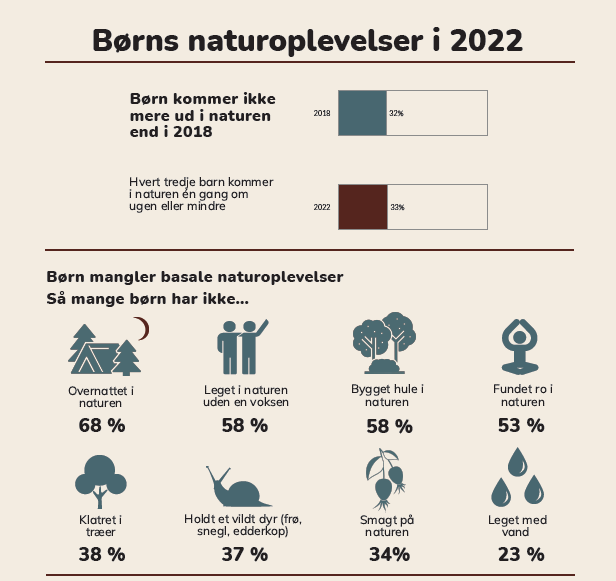 Børns naturoplevelser i 2022
Børn kommer ikke
mere ud i naturen
end i 2018
2018
32%
Hvert tredje barn kommer
i naturen én gang om
ugen eller mindre
2022
33%
Børn mangler basale naturoplevelser
Så mange børn har ikke...
Overnattet i
naturen
68 %
Leget i naturen
uden en voksen
58 %
Bygget hule i
naturen
58 %
Fundet ro i
naturen
53 %
Klatret i
træer
38 %
Holdt et vildt dyr (frø,
snegl, edderkop)
37 %
Smagt på
naturen
34%
Leget med
vand
23 %